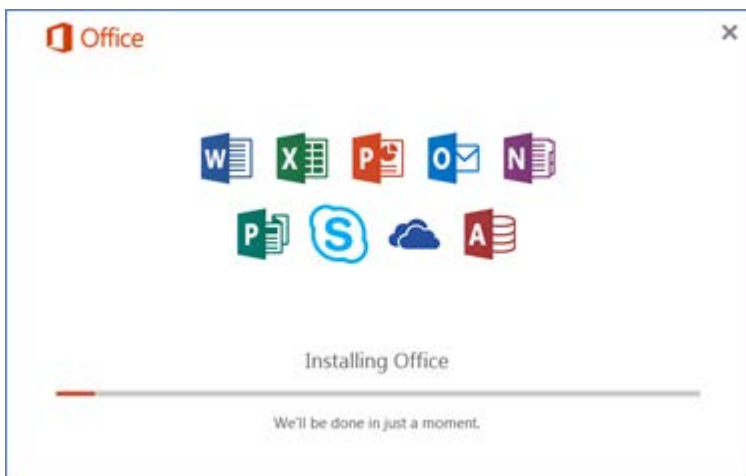 Office
W X P O N
P S A
Installing Office
We'll be done in just a moment.